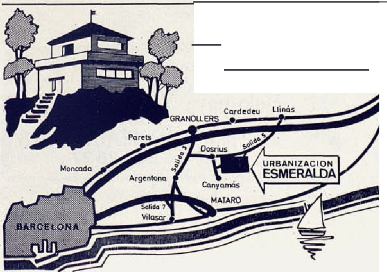 Llinás
Cardedeu
GRANOLLERS
Salida 5
Parets
Dosrius
Salida 3
URBANIZACION
ESMERALDA
Moncada
Argentona
Canyamás
Salida 7
MATARO
Vilasar
BARCELONA